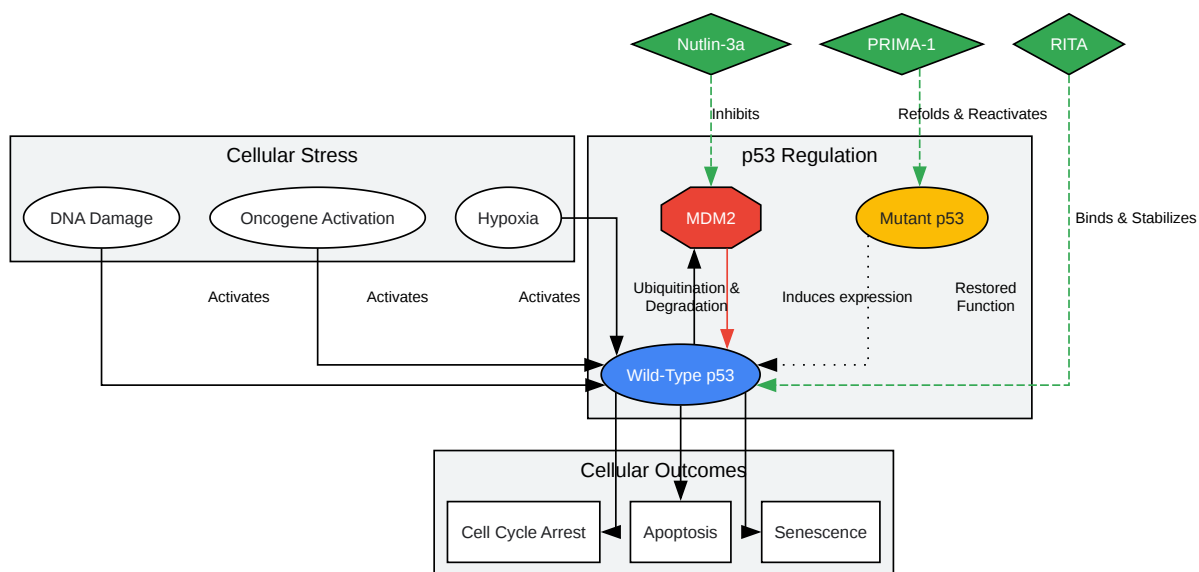 Nutlin-3a
PRIMA-1
RITA
Inhibits
Refolds & Reactivates
Cellular Stress
p53 Regulation
DNA Damage
Oncogene Activation
Hypoxia
MDM2
Mutant p53
Binds & Stabilizes
Activates
Activates
Activates
Ubiquitination &
Degradation
Induces expression
Restored
Function
Wild-Type p53
Cellular Outcomes
Cell Cycle Arrest
Apoptosis
Senescence